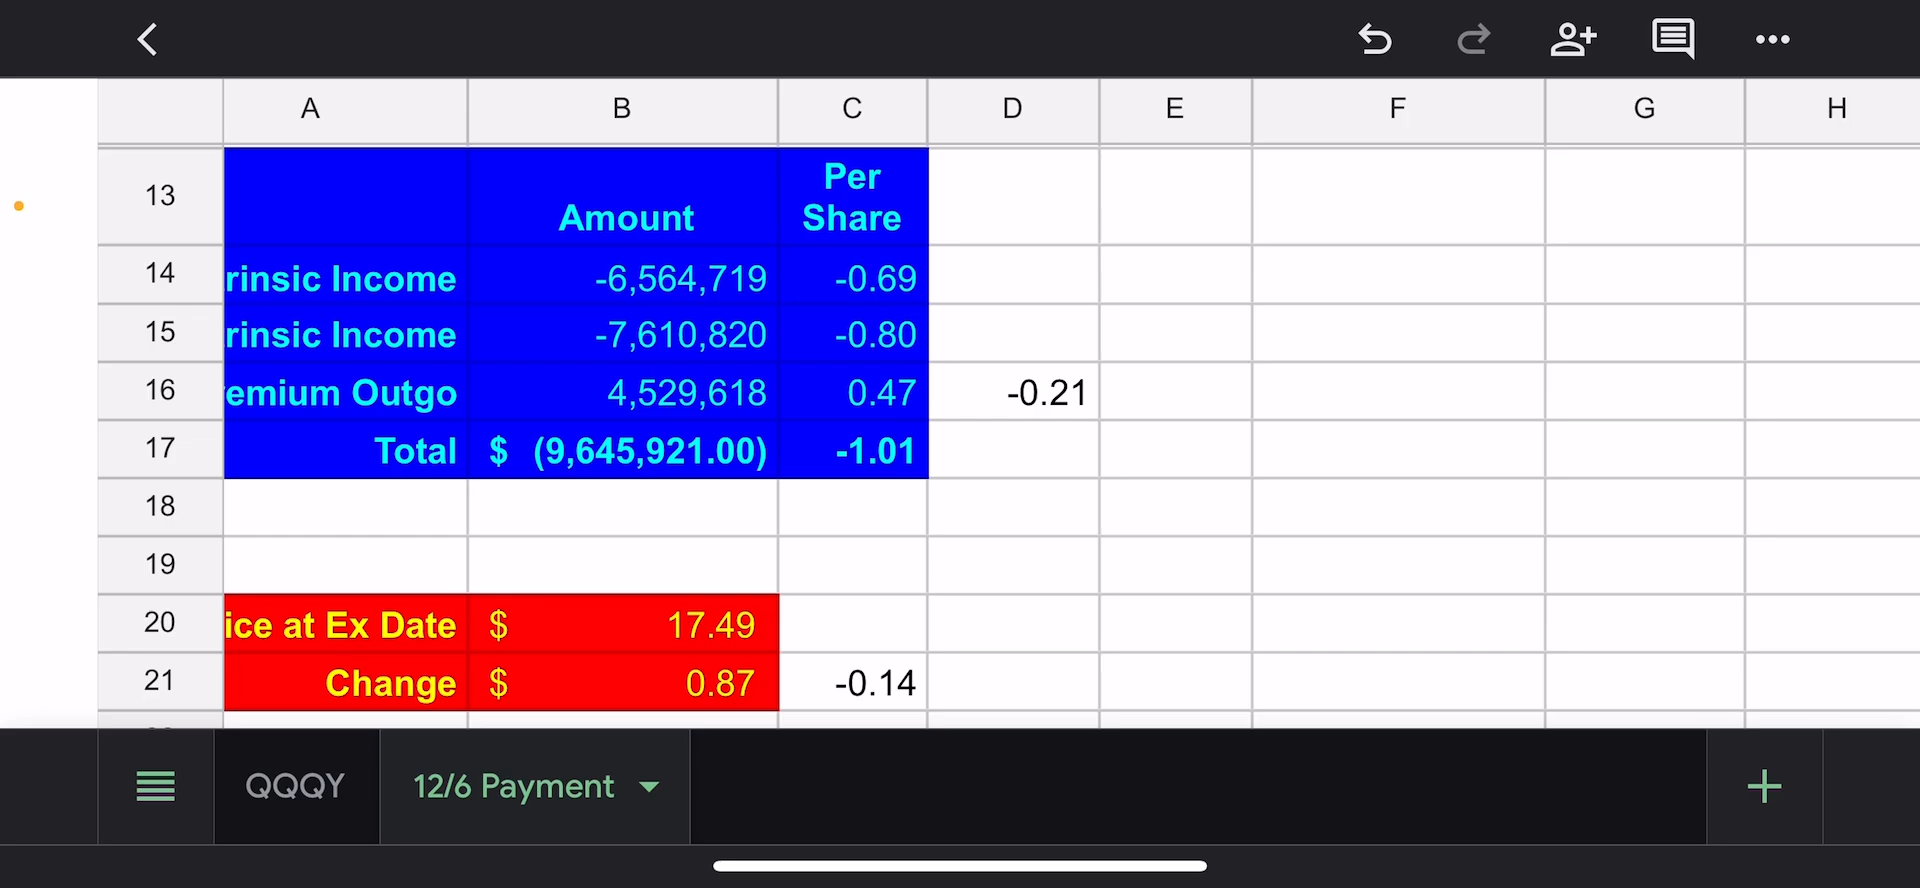 A B C D E F G H
13 Amount Per Share
14 rinsic Income -6,564,719 -0.69
15 rinsic Income -7,610,820 -0.80
16 emium Outgo 4,529,618 0.47 -0.21
17 Total $ (9,645,921.00) -1.01
18
19
20 ice at Ex Date $ 17.49
21 Change $ 0.87 -0.14
QQQY 12/6 Payment